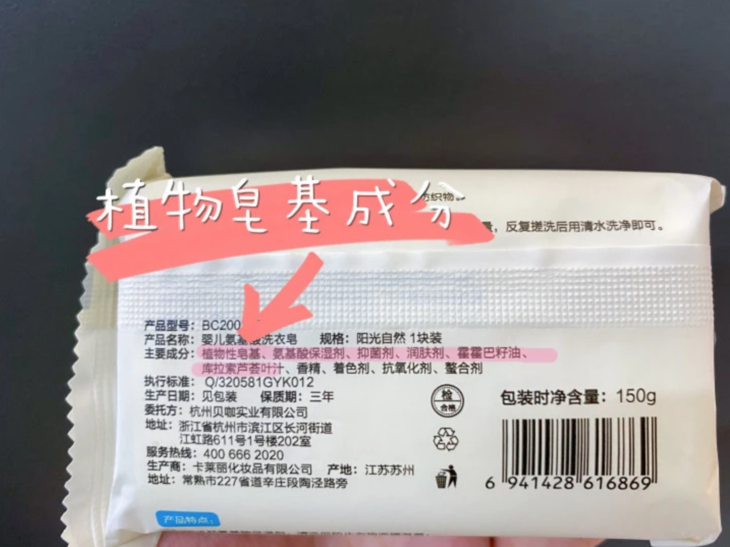 植物皂基成分
纺织物。
反复搓洗后用清水洗净即可。
产品型号：BC200
产品名称：婴儿氨基酸洗衣皂 规格：阳光自然 1块装
主要成分：植物性皂基、氨基酸保湿剂、抑菌剂、润肤剂、霍霍巴籽油、
库拉索芦荟叶汁、香精、着色剂、抗氧化剂、螯合剂
执行标准：Q/320581GYK012
生产日期：见包装 保质期：三年
委托方：杭州贝咖实业有限公司
地址：浙江省杭州市滨江区长河街道
江虹路611号1号楼202室
服务热线：400 666 2020
生产商：卡莱丽化妆品有限公司 产地：江苏苏州
地址：常熟市227省道辛庄段陶泾路旁
检
合格
包装时净含量：150g
6 941428 616869
产品特点：